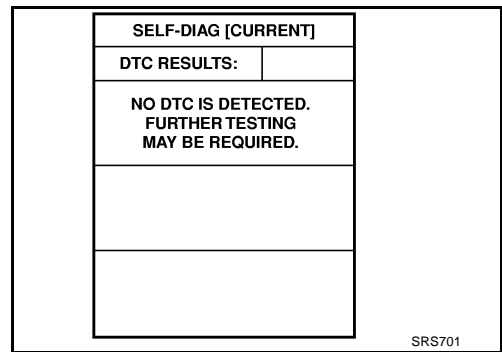 SELF-DIAG [CURRENT]
DTC RESULTS:
NO DTC IS DETECTED.
FURTHER TESTING
MAY BE REQUIRED.
SRS701